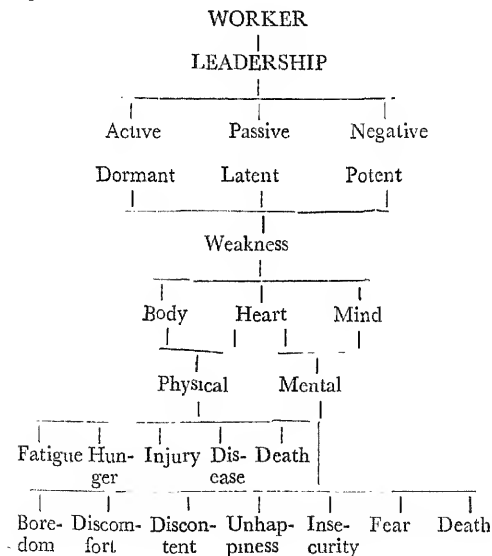 WORKER
LEADERSHIP
Active Passive Negative
Dormant Latent Potent
Weakness
Body Heart Mind
Physical Mental
Fatigue Hun- Injury Dis- Death
ger ease
Bore- Discom- Discon- Unhap- Inse- Fear Death
dom fort tent piness curity